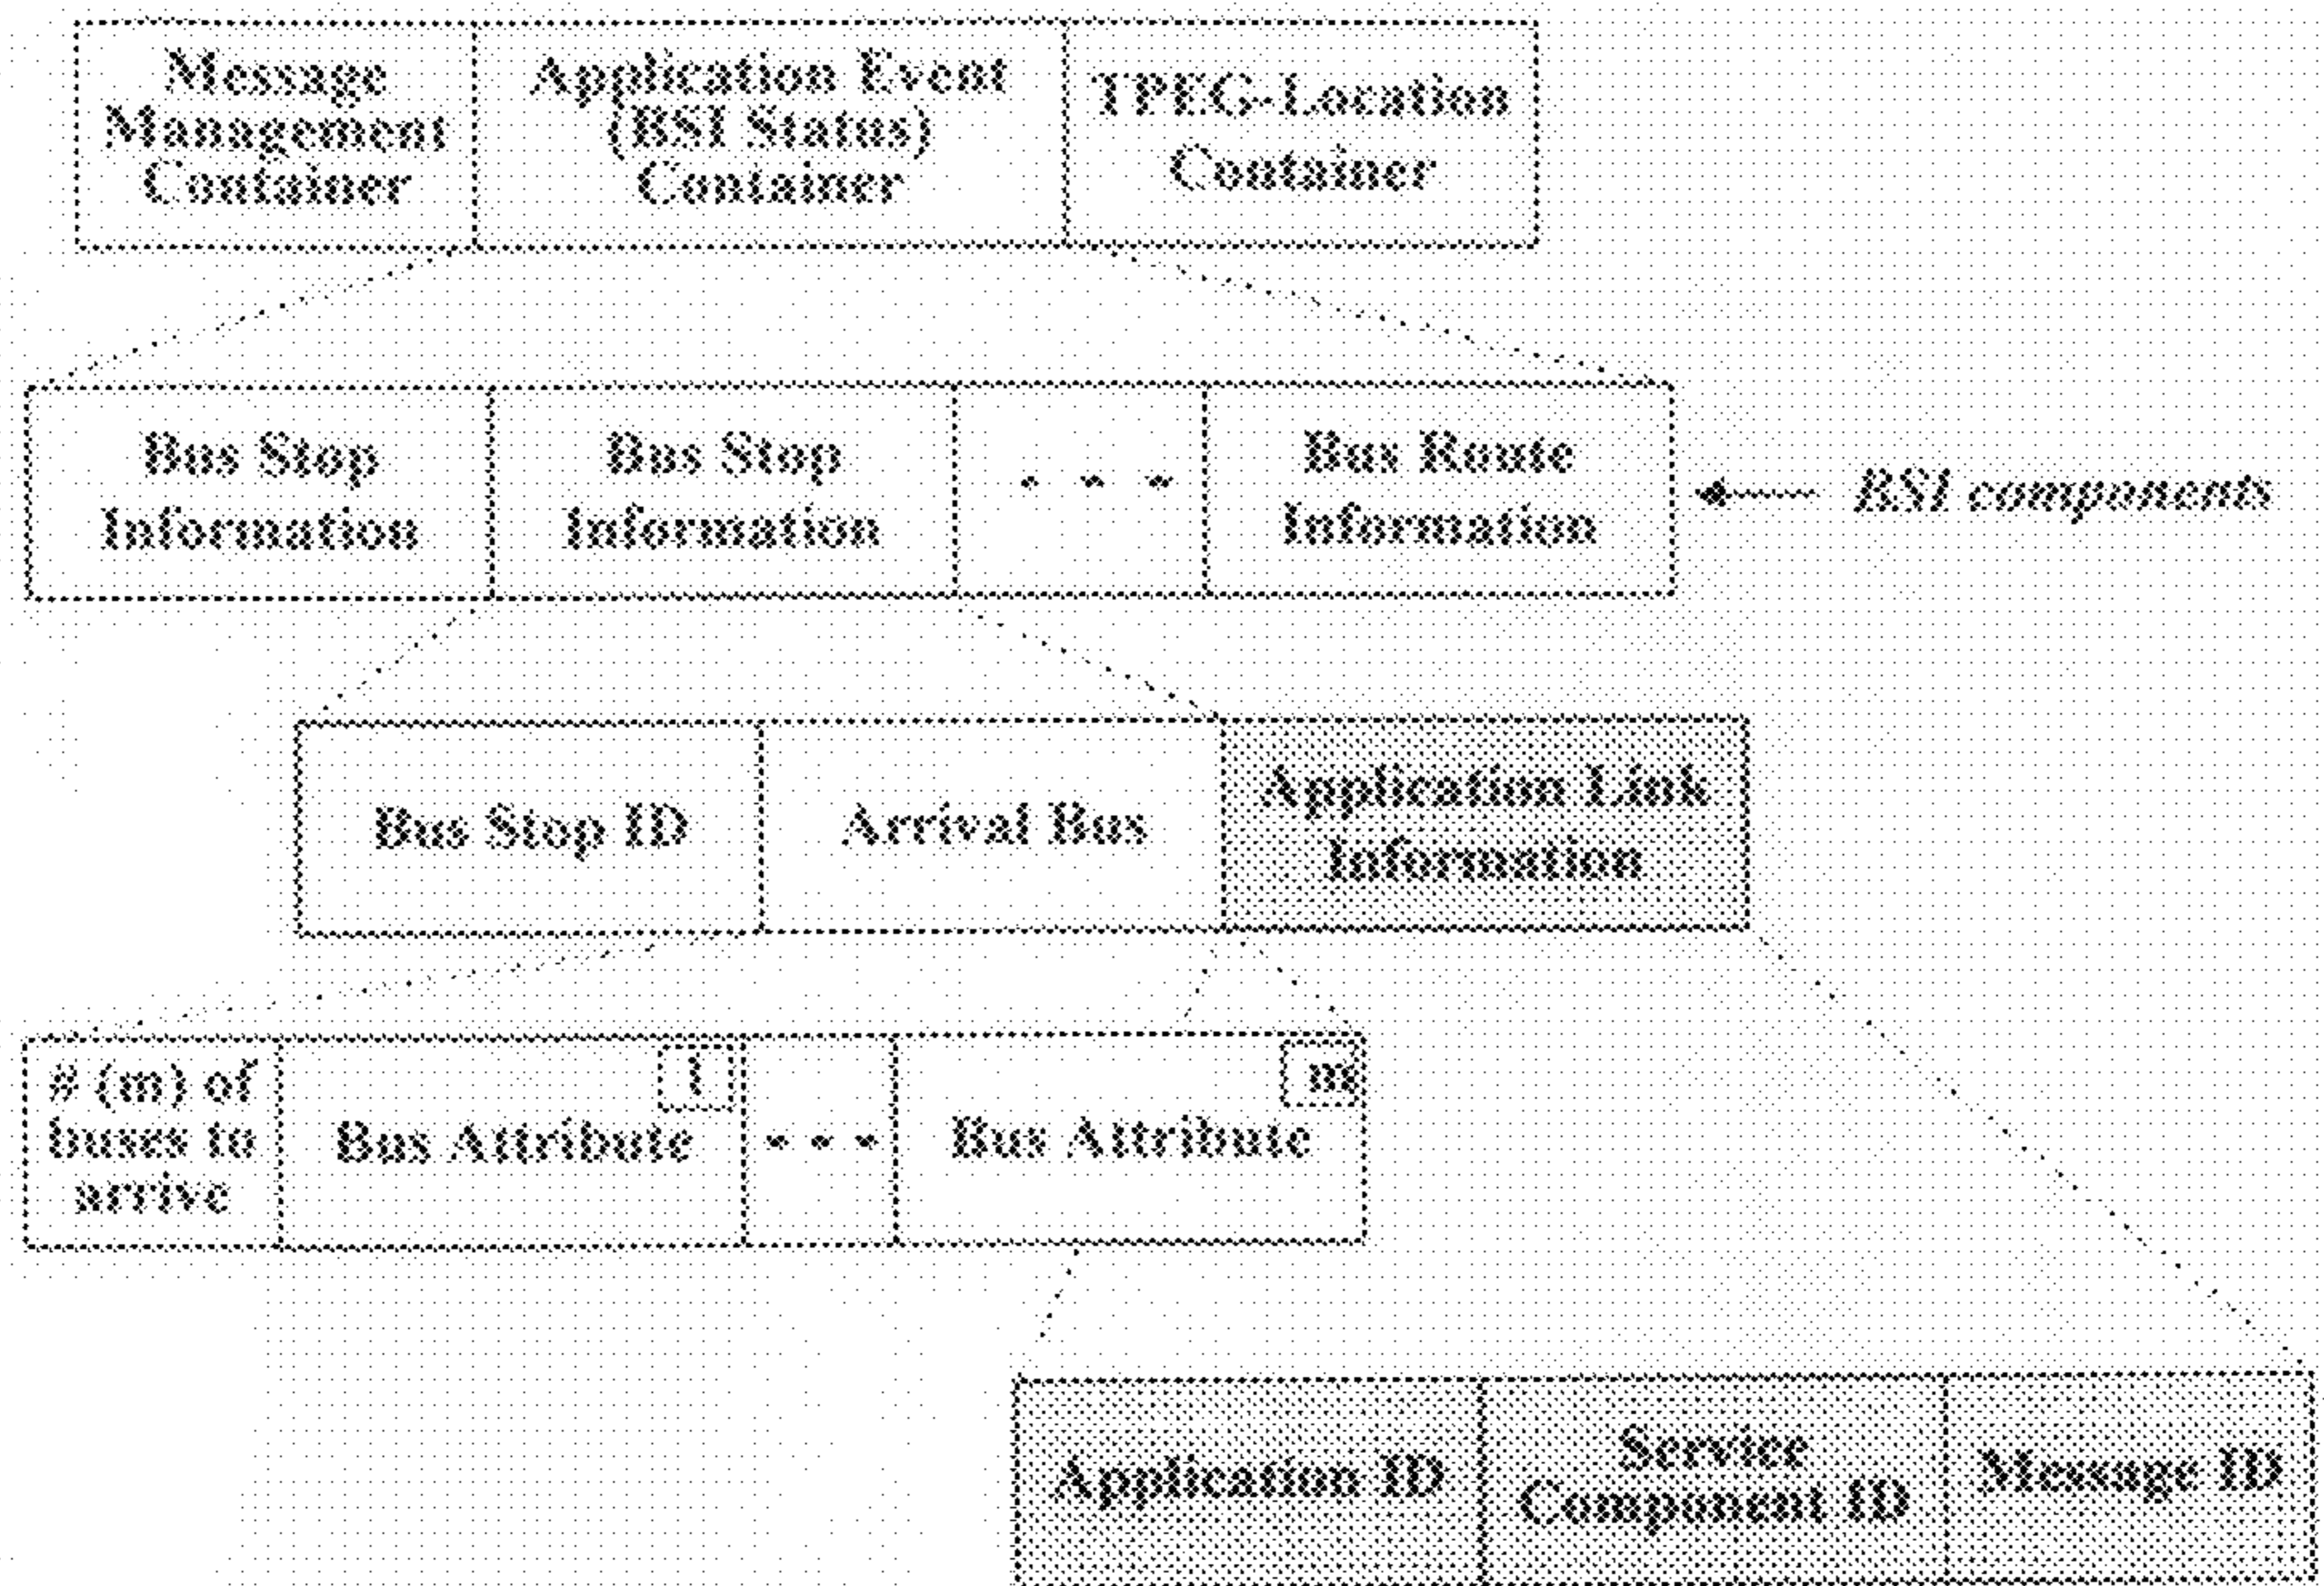 Message
Management
Container
Application Event
(BSI Status)
Container
TPEG-Location
Container
Bus Stop
Information
Bus Stop
Information
- - -
Bus Route
Information
BSI components
Bus Stop ID
Arrival Bus
Application Link
Information
# (m) of
buses to
arrive
Bus Attribute
1
- - -
Bus Attribute
m
Application ID
Service
Component ID
Message ID